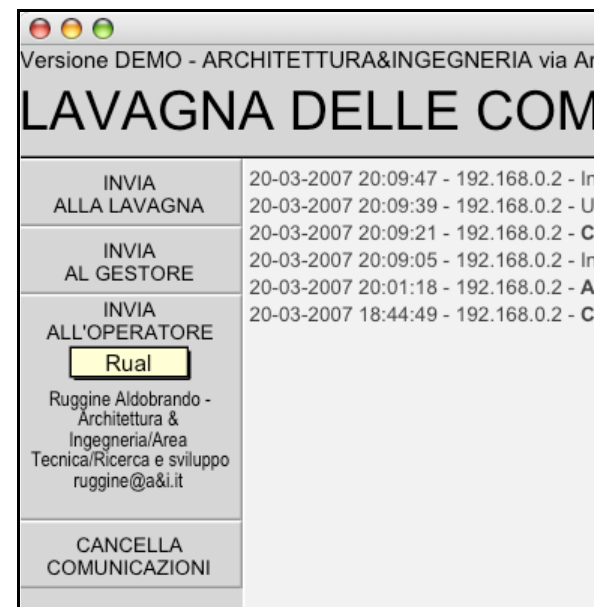 Versione DEMO - ARCHITETTURA&INGEGNERIA via
LAVAGNA DELLE
INVIA
ALLA LAVAGNA
INVIA
AL GESTORE
INVIA
ALL'OPERATORE
Rual
Ruggine Aldobrando -
Architettura &
Ingegneria/Area
Tecnica/Ricerca e sviluppo
ruggine@a&i.it
CANCELLA
COMUNICAZIONI
20-03-2007 20:09:47 - 192.168.0.2 -
20-03-2007 20:09:39 - 192.168.0.2 -
20-03-2007 20:09:21 - 192.168.0.2 -
20-03-2007 20:09:05 - 192.168.0.2 -
20-03-2007 20:01:18 - 192.168.0.2 -
20-03-2007 18:44:49 - 192.168.0.2 -